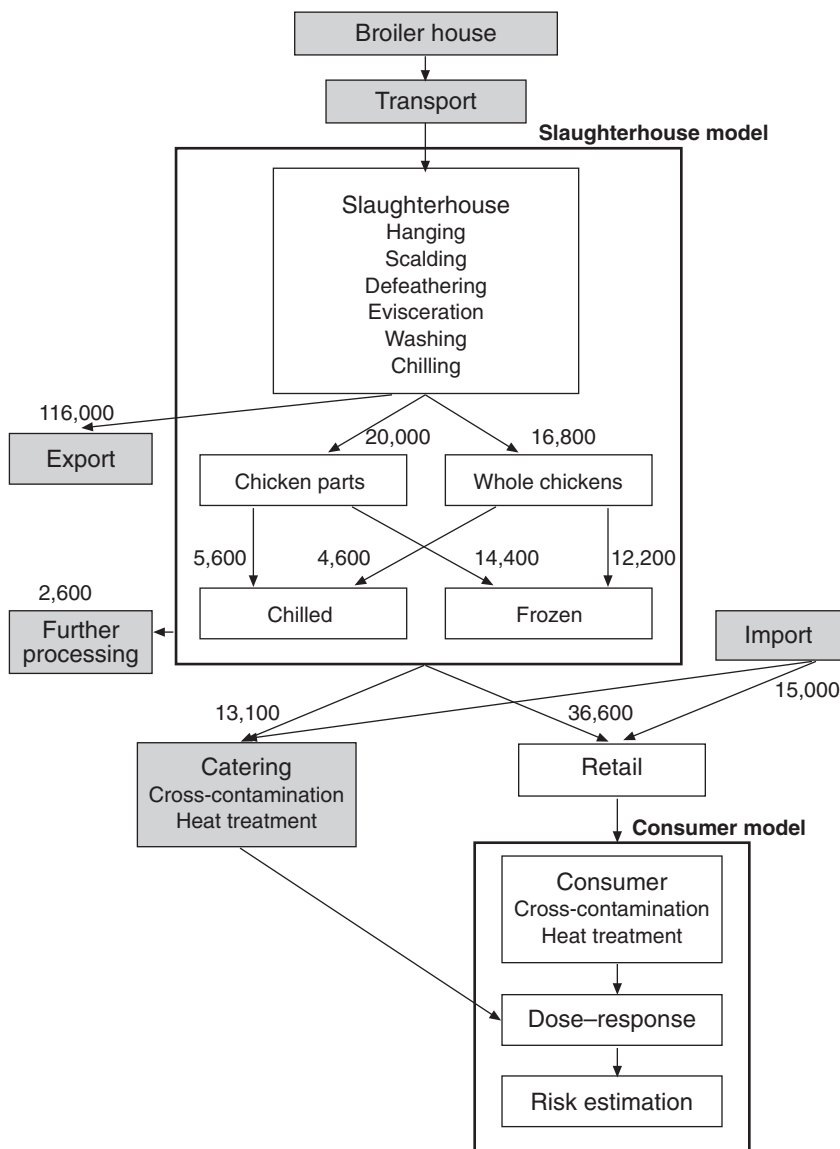 Broiler house
Transport
Slaughterhouse model
Slaughterhouse
Hanging
Scalding
Defeathering
Evisceration
Washing
Chilling
116,000
Export
20,000
16,800
Chicken parts
Whole chickens
5,600
4,600
14,400
12,200
Chilled
Frozen
2,600
Further
processing
Import
13,100
36,600
15,000
Catering
Cross-contamination
Heat treatment
Retail
Consumer model
Consumer
Cross-contamination
Heat treatment
Dose–response
Risk estimation